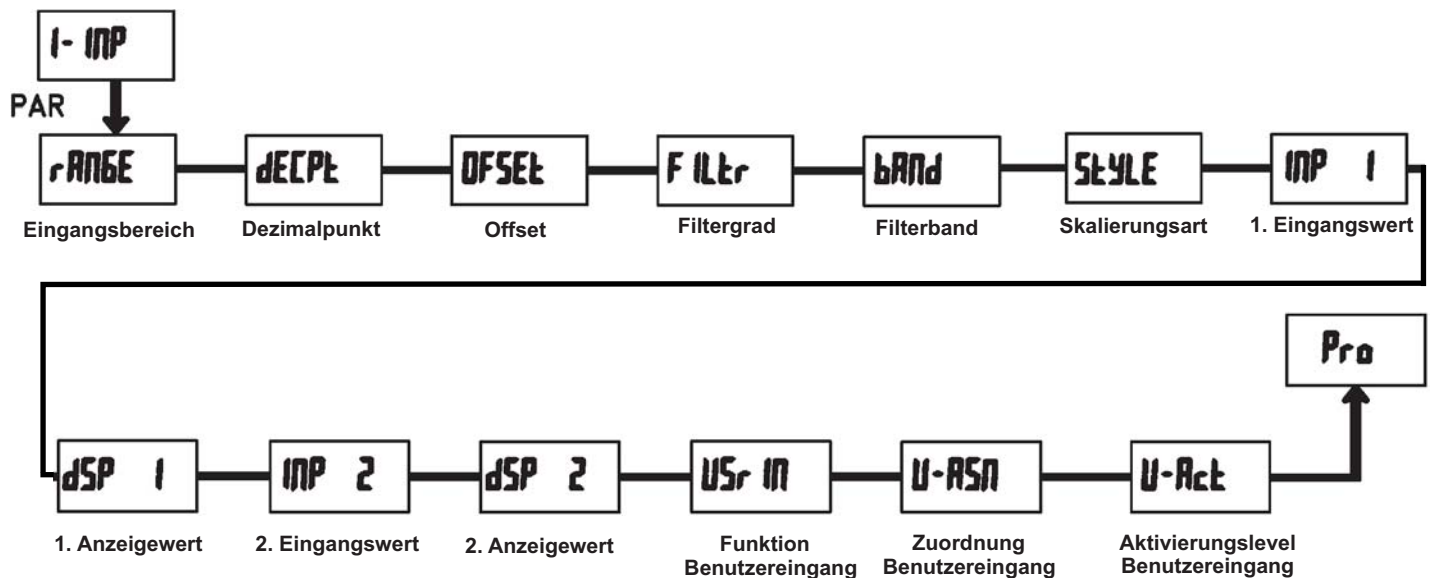 I-INP
PAR
rANGE
dECPt
OFSEt
FILtr
bANd
StYLE
INP 1
Eingangsbereich
Dezimalpunkt
Offset
Filtergrad
Filterband
Skalierungsart
1. Eingangswert
Pro
dSP 1
INP 2
dSP 2
USr IN
U-ASN
U-Act
1. Anzeigewert
2. Eingangswert
2. Anzeigewert
Funktion
Benutzereingang
Zuordnung
Benutzereingang
Aktivierungslevel
Benutzereingang